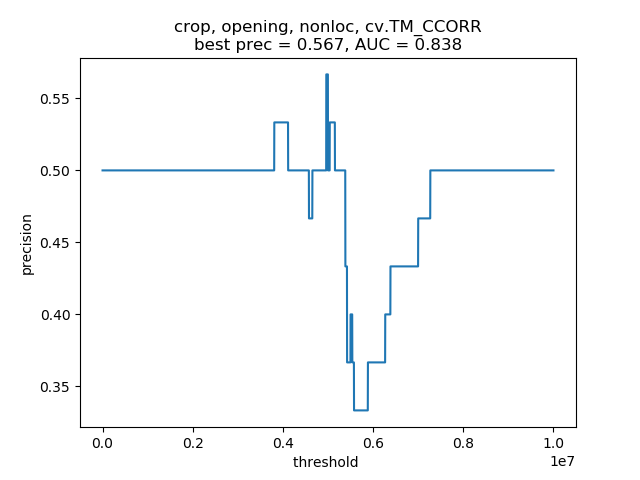 crop, opening, nonloc, cv.TM_CCORR
best prec = 0.567, AUC = 0.838
precision
0.55
0.50
0.45
0.40
0.35
0.0 0.2 0.4 0.6 0.8 1.0
1e7
threshold